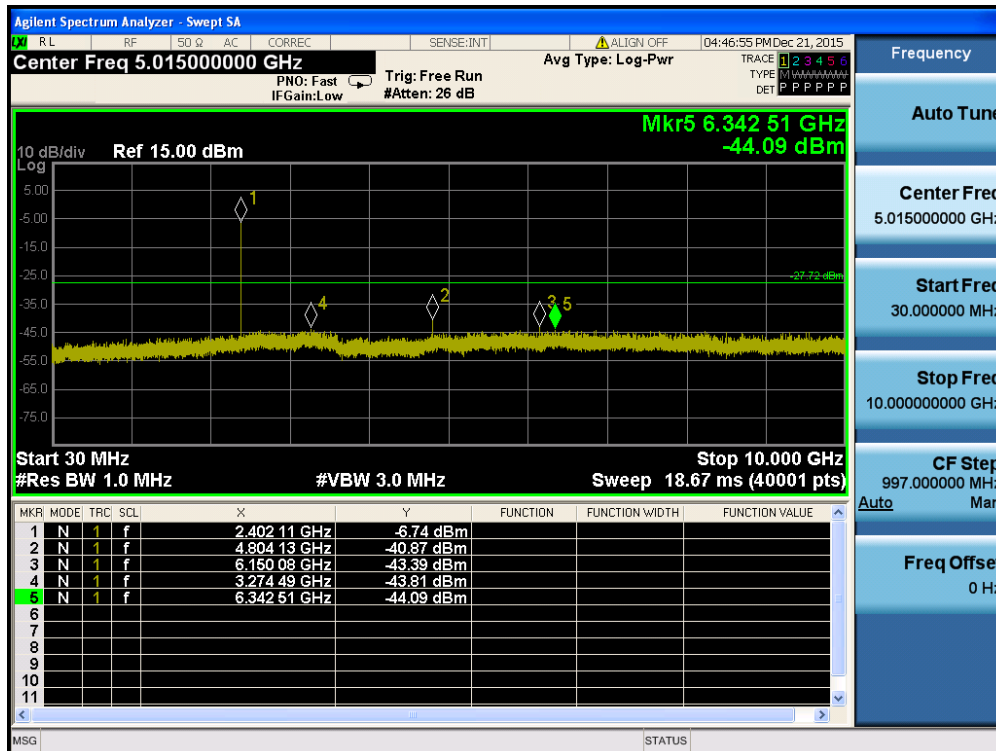 Agilent Spectrum Analyzer - Swept SA
LXI RL RF 50 Ω AC CORREC SENSE:INT ALIGN OFF 04:46:55 PM Dec 21, 2015
Center Freq 5.015000000 GHz
PNO: Fast
IFGain:Low
Trig: Free Run
#Atten: 26 dB
Avg Type: Log-Pwr
TRACE 1 2 3 4 5 6
TYPE M
DET P P P P P P
Mkr5 6.342 51 GHz
-44.09 dBm
10 dB/div Ref 15.00 dBm
Log
5.00
-5.00
-15.0
-25.0
-35.0
-45.0
-55.0
-65.0
-75.0
1
-27.72 dBm
4 2 3 5
Start 30 MHz Stop 10.000 GHz
#Res BW 1.0 MHz #VBW 3.0 MHz Sweep 18.67 ms (40001 pts)
MKR MODE TRC SCL X Y FUNCTION FUNCTION WIDTH FUNCTION VALUE
1 N 1 f 2.402 11 GHz -6.74 dBm
2 N 1 f 4.804 13 GHz -40.87 dBm
3 N 1 f 6.150 08 GHz -43.39 dBm
4 N 1 f 3.274 49 GHz -43.81 dBm
5 N 1 f 6.342 51 GHz -44.09 dBm
6
7
8
9
10
11
MSG STATUS
Frequency
Auto Tune
Center Freq
5.015000000 GHz
Start Freq
30.000000 MHz
Stop Freq
10.000000000 GHz
CF Step
997.000000 MHz
Auto Man
Freq Offset
0 Hz